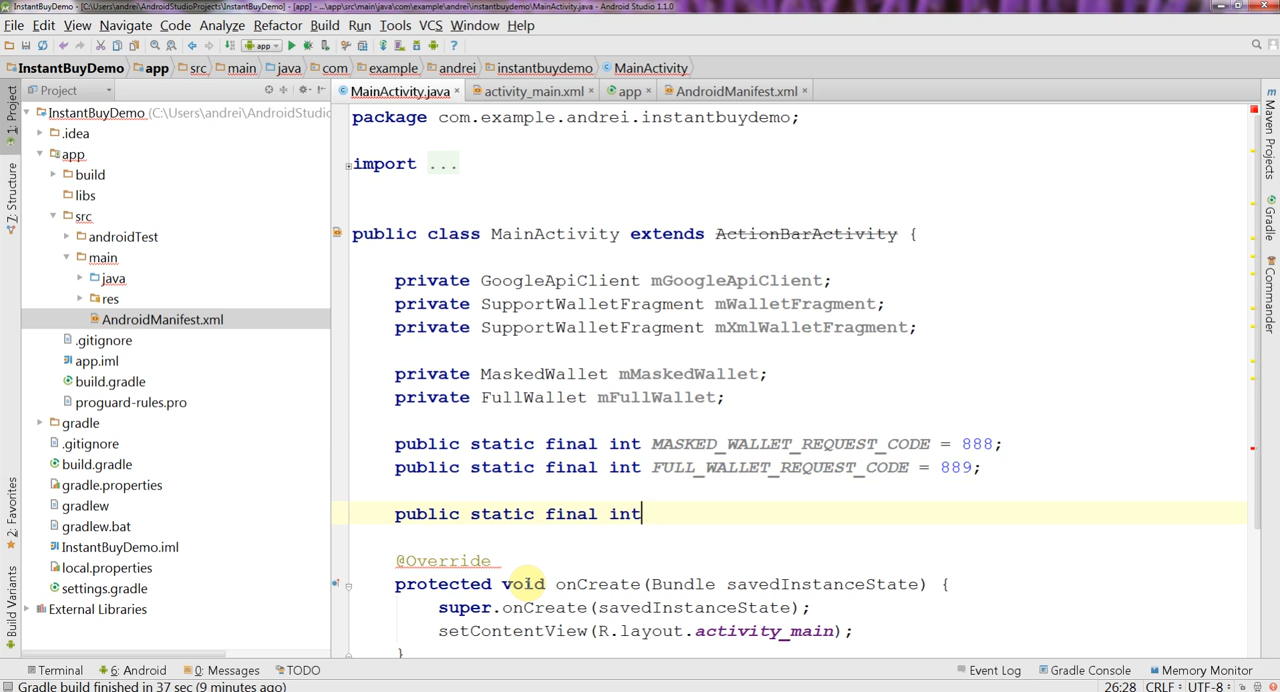 InstantBuyDemo - [C:\Users\andrei\AndroidStudioProjects\InstantBuyDemo] - [app] - ...\app\src\main\java\com\example\andrei\instantbuydemo\MainActivity.java - Android Studio 1.1.0
File Edit View Navigate Code Analyze Refactor Build Run Tools VCS Window Help
app
InstantBuyDemo app src main java com example andrei instantbuydemo MainActivity
Project
MainActivity.java activity_main.xml app AndroidManifest.xml
1: Project
7: Structure
2: Favorites
Build Variants
InstantBuyDemo (C:\Users\andrei\AndroidStudio
.idea
app
build
libs
src
androidTest
main
java
res
AndroidManifest.xml
.gitignore
app.iml
build.gradle
proguard-rules.pro
gradle
.gitignore
build.gradle
gradle.properties
gradlew
gradlew.bat
InstantBuyDemo.iml
local.properties
settings.gradle
External Libraries
package com.example.andrei.instantbuydemo;
import ...
public class MainActivity extends ActionBarActivity {
private GoogleApiClient mGoogleApiClient;
private SupportWalletFragment mWalletFragment;
private SupportWalletFragment mXmlWalletFragment;
private MaskedWallet mMaskedWallet;
private FullWallet mFullWallet;
public static final int MASKED_WALLET_REQUEST_CODE = 888;
public static final int FULL_WALLET_REQUEST_CODE = 889;
public static final int
@Override
protected void onCreate(Bundle savedInstanceState) {
super.onCreate(savedInstanceState);
setContentView(R.layout.activity_main);
}
Maven Projects
Gradle
Commander
Terminal 6: Android 0: Messages TODO Event Log Gradle Console Memory Monitor
Gradle build finished in 37 sec (9 minutes ago) 26:28 CRLF UTF-8